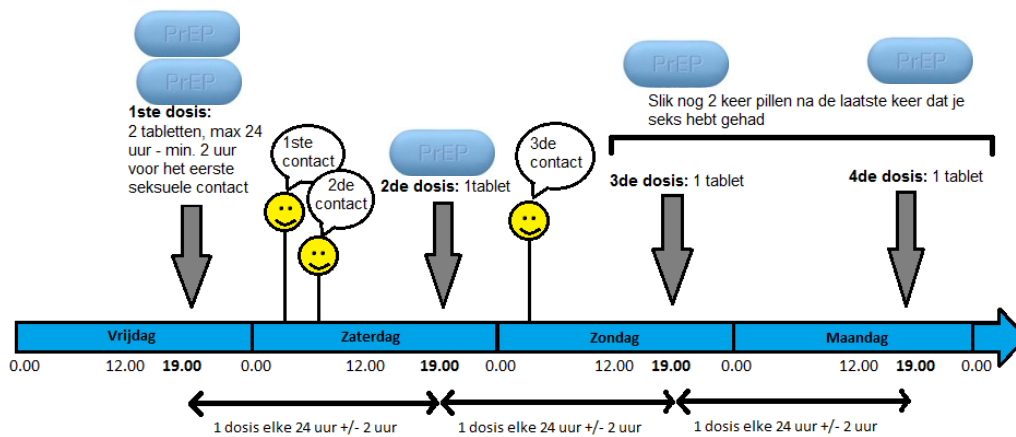 PrEP
PrEP
1ste dosis:
2 tabletten, max 24
uur - min. 2 uur
voor het eerste
seksuele contact
1ste
contact
2de
contact
PrEP
2de dosis: 1tablet
3de
contact
PrEP
PrEP
Slik nog 2 keer pillen na de laatste keer dat je
seks hebt gehad
3de dosis: 1 tablet
4de dosis: 1 tablet
Vrijdag Zaterdag Zondag Maandag
0.00 12.00 19.00 0.00 12.00 19.00 0.00 12.00 19.00 0.00 12.00 19.00 0.00
1 dosis elke 24 uur +/- 2 uur 1 dosis elke 24 uur +/- 2 uur 1 dosis elke 24 uur +/- 2 uur